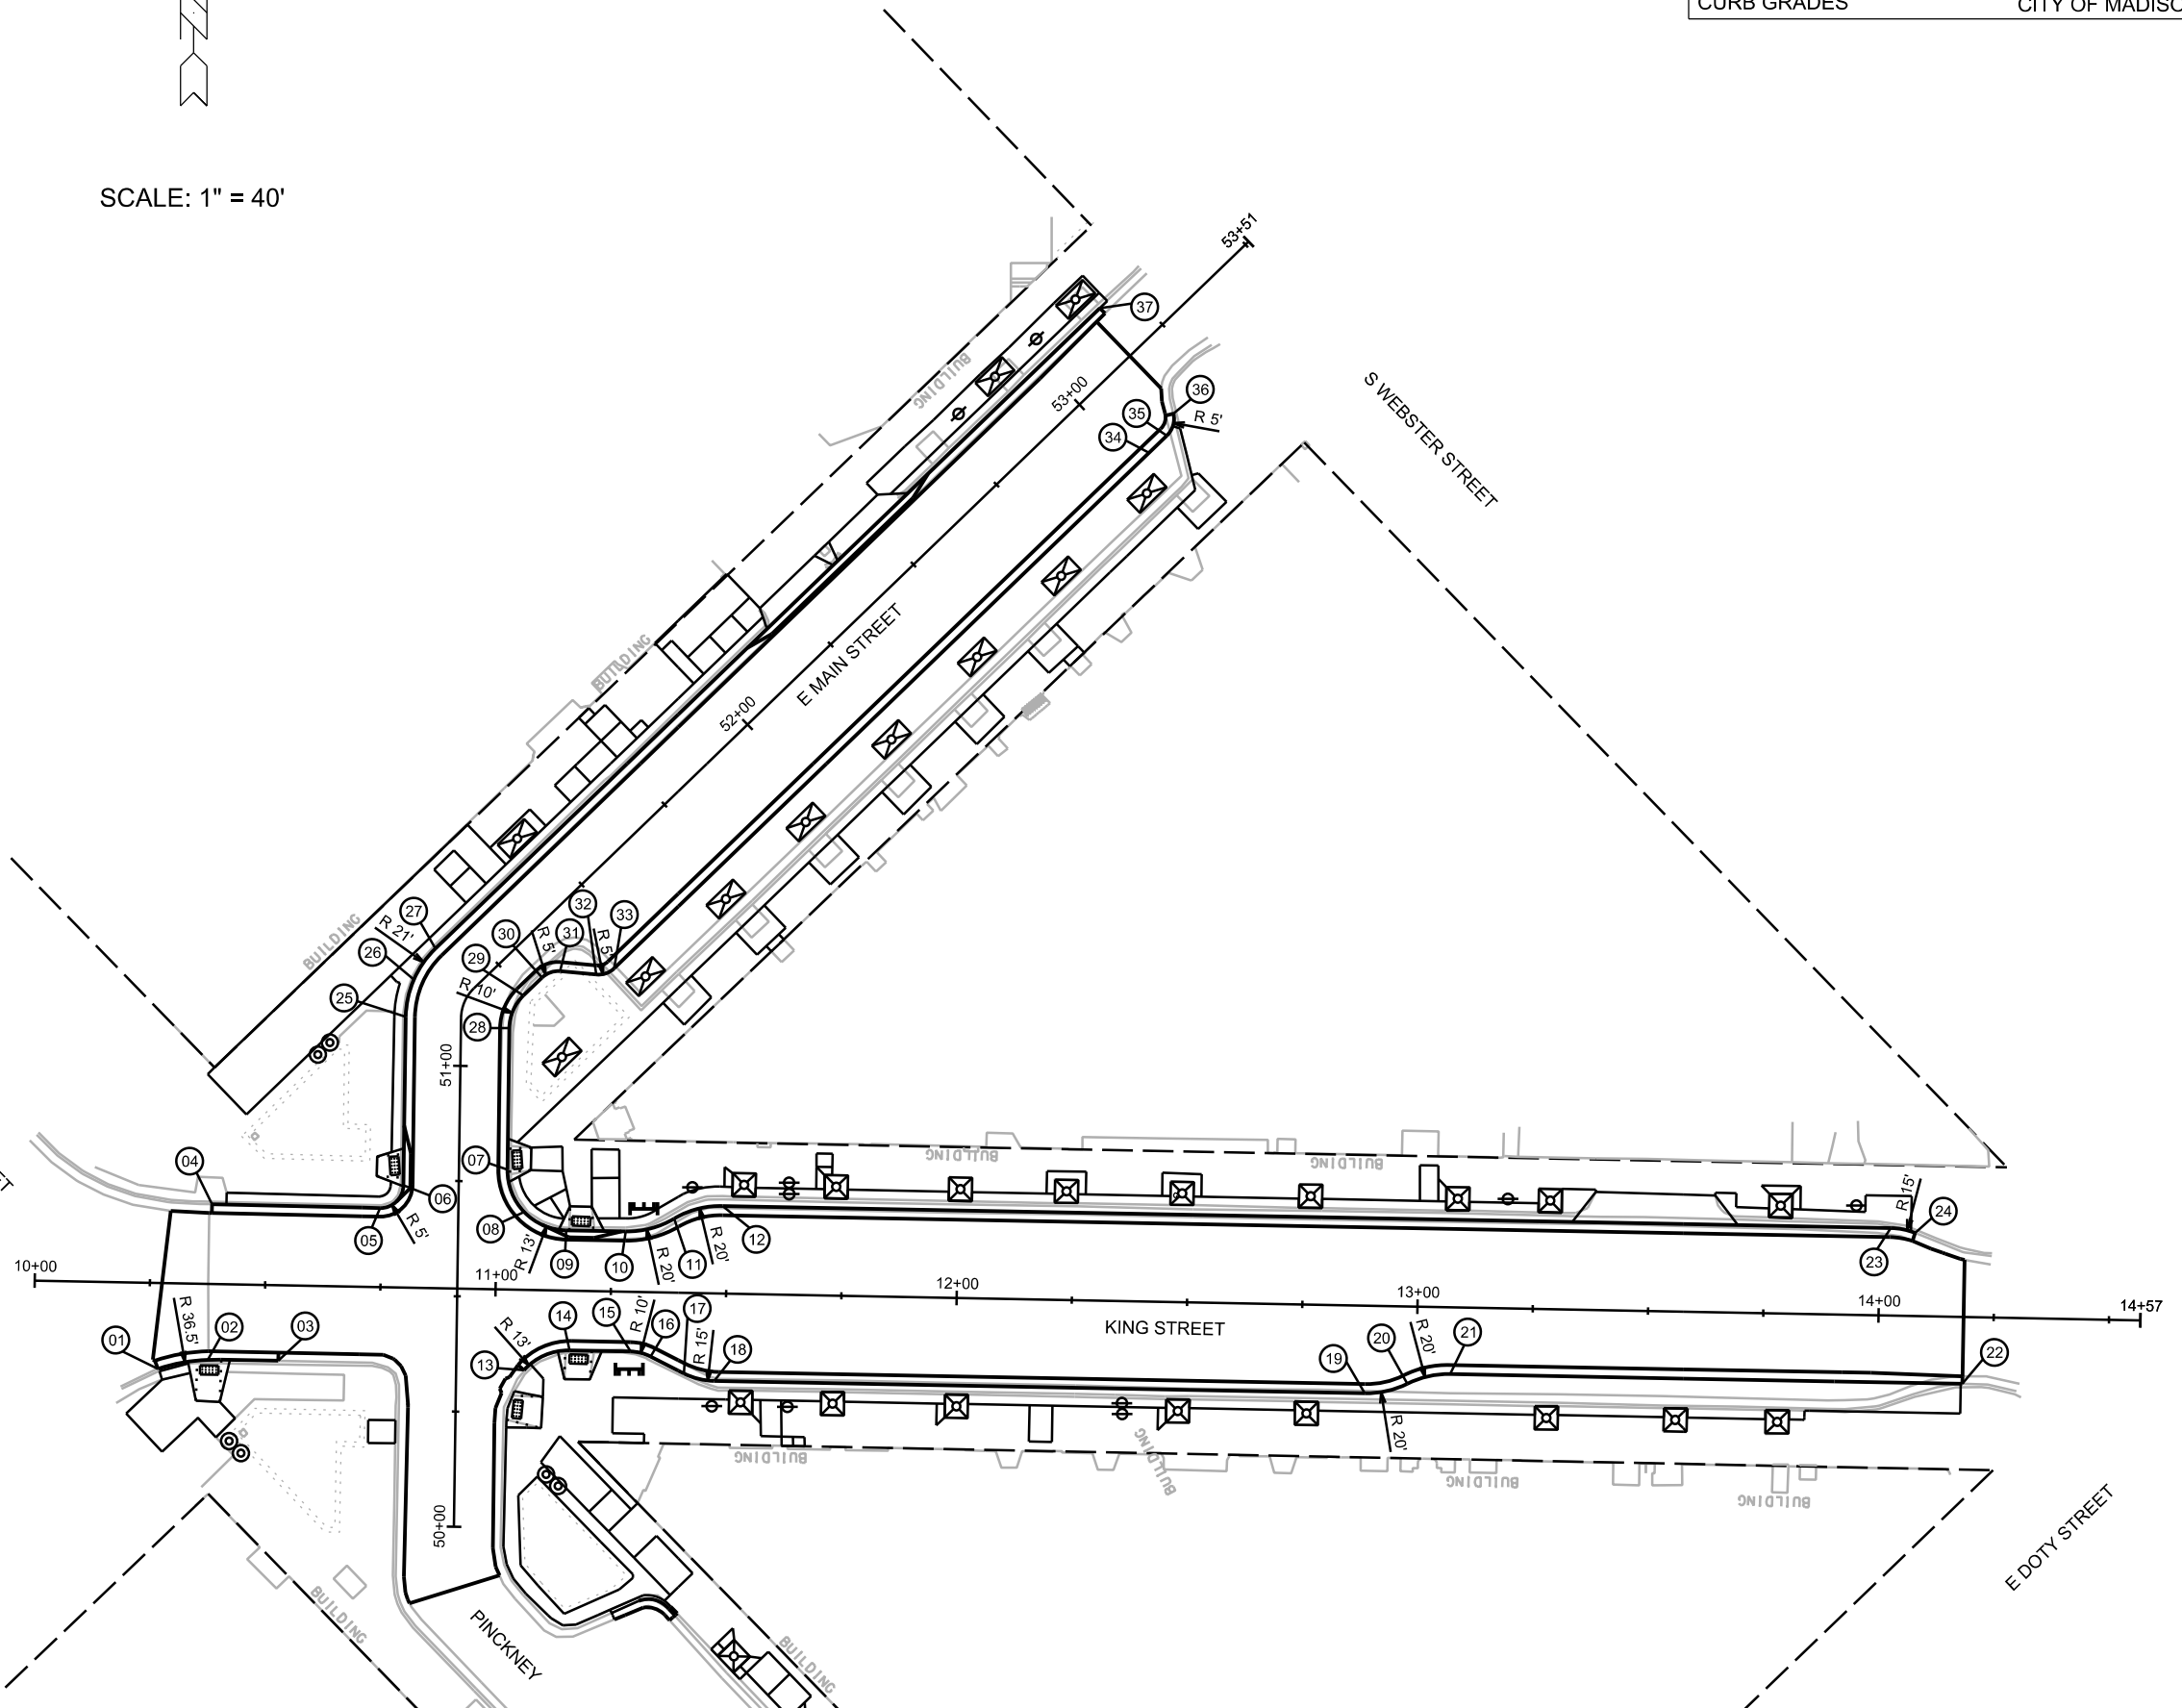 CURB GRADES
CITY OF MADISO
SCALE: 1" = 40'
53+51
37
BUILDING
53+00
36
35
R 5'
34
S WEBSTER STREET
E MAIN STREET
BUILDING
52+00
32
33
27
R 21'
30
R 5'
31
R 5'
26
BUILDING
29
R 10'
25
28
51+00
04
07
06
BUILDING
BUILDING
R 15'
24
05
R 5'
08
R 13'
09
10
R 20'
11
R 20'
12
23
10+00
11+00
12+00
13+00
14+00
14+57
01
R 36.5'
02
03
R 13'
14
15
R 10'
16
17
R 15'
18
KING STREET
20
R 20'
21
13
19
22
R 20'
BUILDING
BUILDING
BUILDING
BUILDING
50+00
E DOTY STREET
BUILDING
PINCKNEY
BUILDING